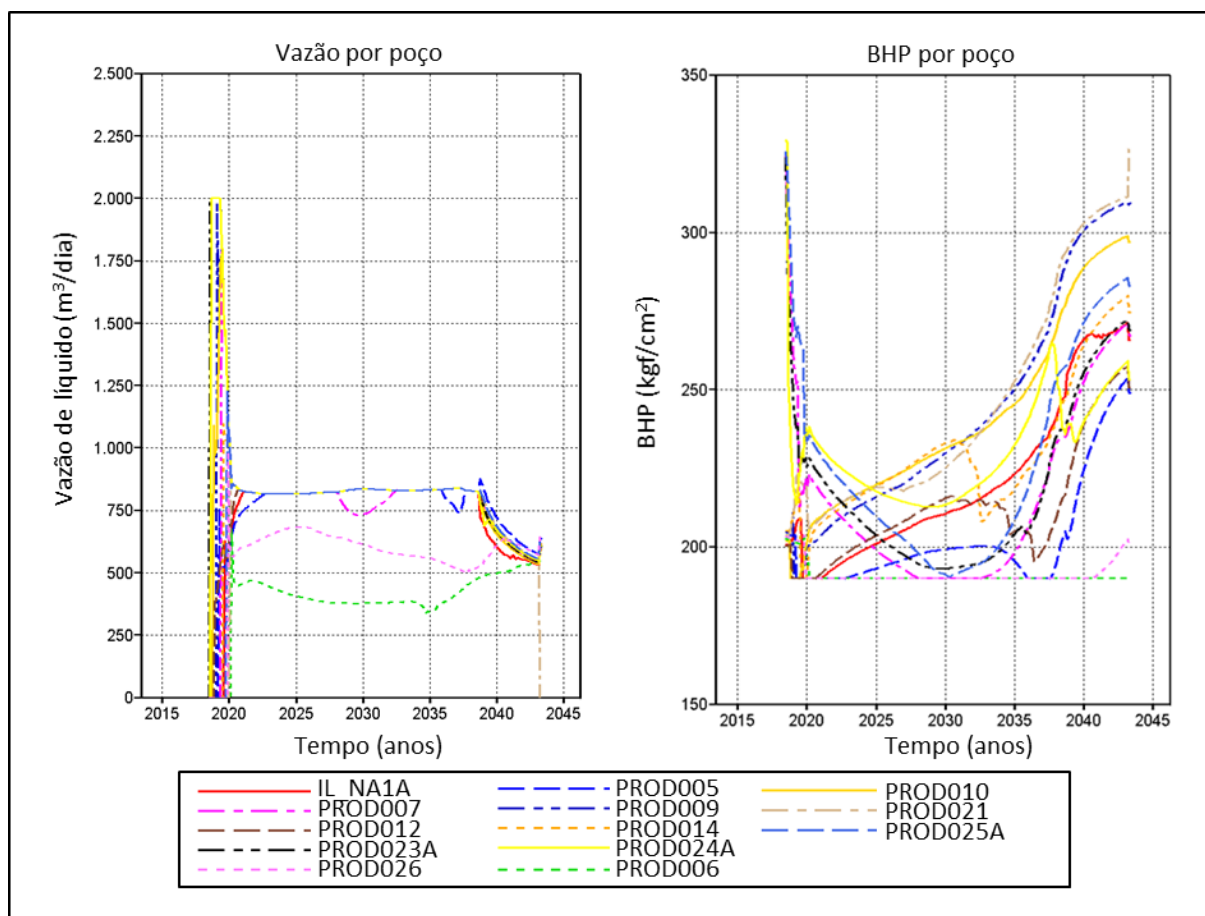 Vazão por poço
BHP por poço
Vazão de líquido (m³/dia)
2.500
2.250
2.000
1.750
1.500
1.250
1.000
750
500
250
0
2015 2020 2025 2030 2035 2040 2045
Tempo (anos)
BHP (kgf/cm²)
350
300
250
200
150
2015 2020 2025 2030 2035 2040 2045
Tempo (anos)
IL_NA1A PROD005 PROD010
PROD007 PROD009 PROD021
PROD012 PROD014 PROD025A
PROD023A PROD024A
PROD026 PROD006